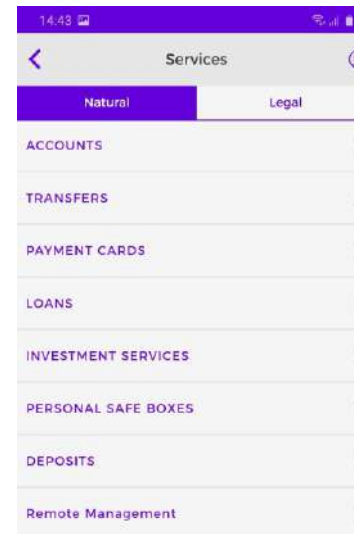 14.43
Services
Natural
Legal
ACCOUNTS
TRANSFERS
PAYMENT CARDS
LOANS
INVESTMENT SERVICES
PERSONAL SAFE BOXES
DEPOSITS
Remote Management